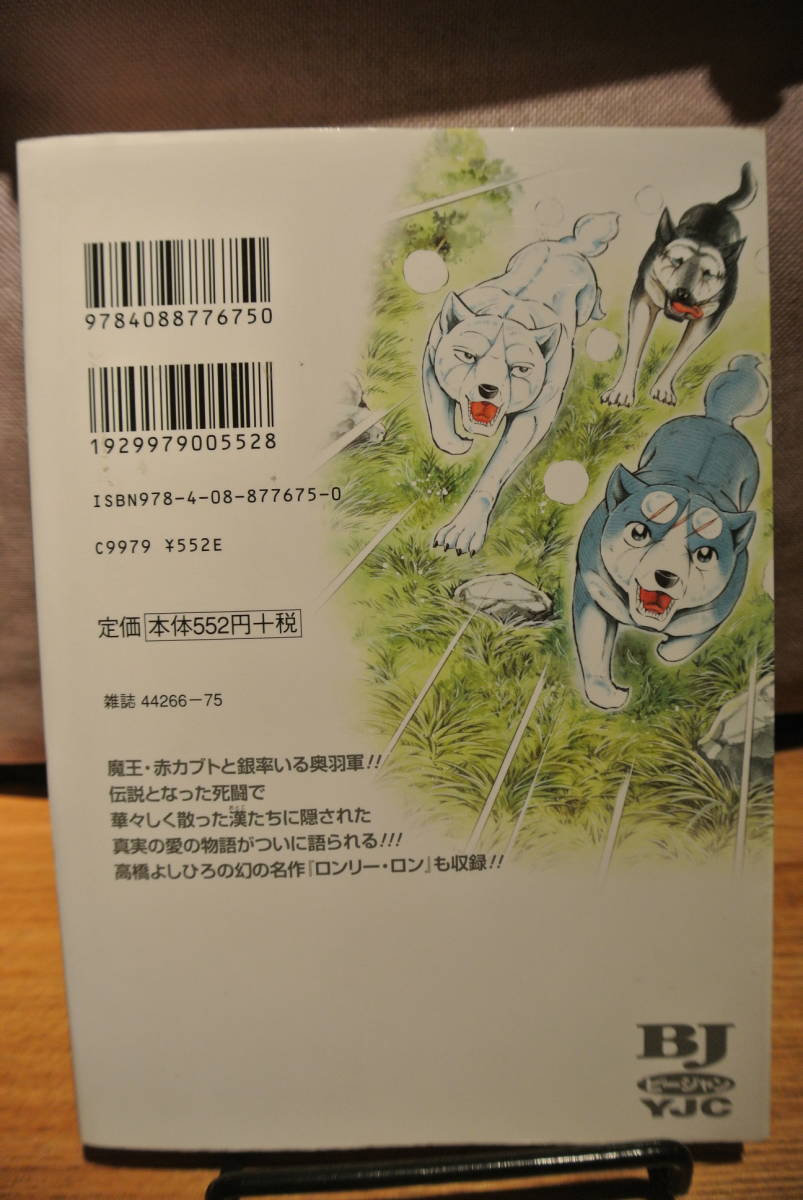 9784088776750
1929979005528
ISBN978-4-08-877675-0
C9979 ¥552E
定価 本体552円+税
雑誌 44266-75
魔王・赤カブトと銀率いる奥羽軍!!
伝説となった死闘で
華々しく散った漢たちに隠された
真実の愛の物語がついに語られる!!!
高橋よしひろの幻の名作『ロンリー・ロン』も収録!!
BJ
ビージャン
YJC